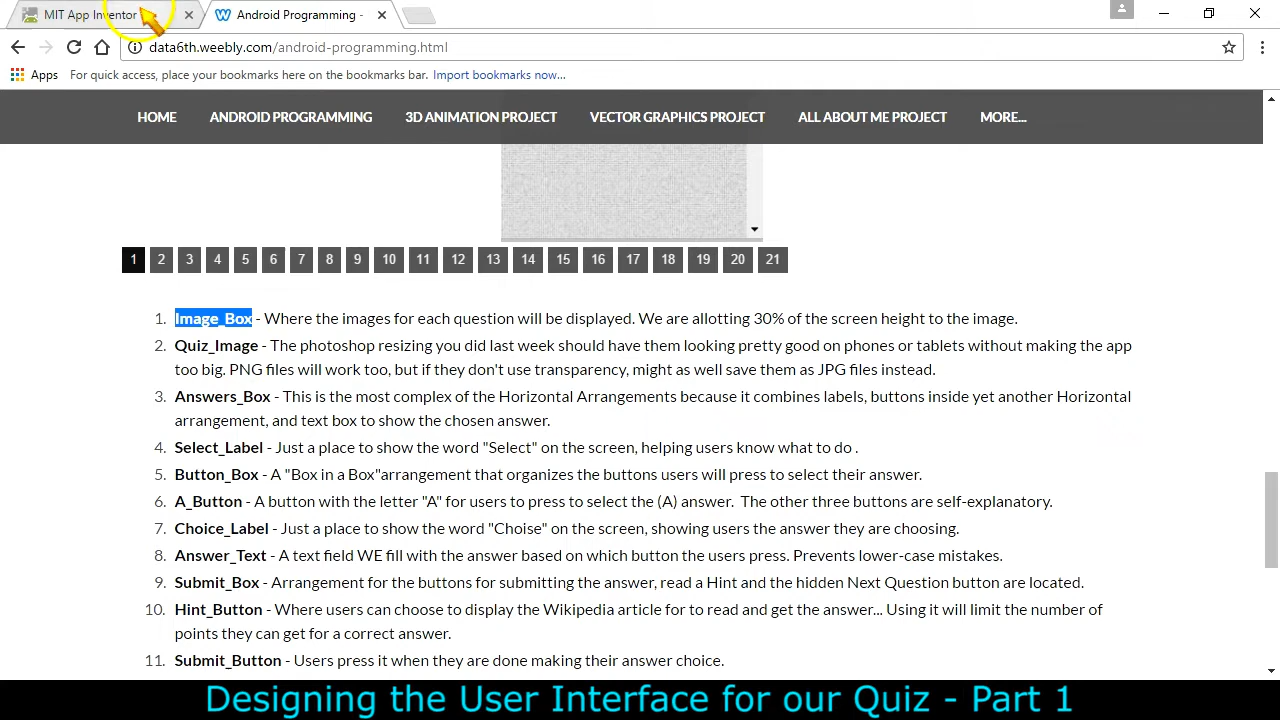 MIT App Inventor
Android Programming -
data6th.weebly.com/android-programming.html
Apps For quick access, place your bookmarks here on the bookmarks bar. Import bookmarks now...
HOME ANDROID PROGRAMMING 3D ANIMATION PROJECT VECTOR GRAPHICS PROJECT ALL ABOUT ME PROJECT MORE...
1 2 3 4 5 6 7 8 9 10 11 12 13 14 15 16 17 18 19 20 21
1. Image_Box - Where the images for each question will be displayed. We are allotting 30% of the screen height to the image.
2. Quiz_Image - The photoshop resizing you did last week should have them looking pretty good on phones or tablets without making the app
too big. PNG files will work too, but if they don't use transparency, might as well save them as JPG files instead.
3. Answers_Box - This is the most complex of the Horizontal Arrangements because it combines labels, buttons inside yet another Horizontal
arrangement, and text box to show the chosen answer.
4. Select_Label - Just a place to show the word "Select" on the screen, helping users know what to do .
5. Button_Box - A "Box in a Box"arrangement that organizes the buttons users will press to select their answer.
6. A_Button - A button with the letter "A" for users to press to select the (A) answer. The other three buttons are self-explanatory.
7. Choice_Label - Just a place to show the word "Choise" on the screen, showing users the answer they are choosing.
8. Answer_Text - A text field WE fill with the answer based on which button the users press. Prevents lower-case mistakes.
9. Submit_Box - Arrangement for the buttons for submitting the answer, read a Hint and the hidden Next Question button are located.
10. Hint_Button - Where users can choose to display the Wikipedia article for to read and get the answer... Using it will limit the number of
points they can get for a correct answer.
11. Submit_Button - Users press it when they are done making their answer choice.
Designing the User Interface for our Quiz - Part 1